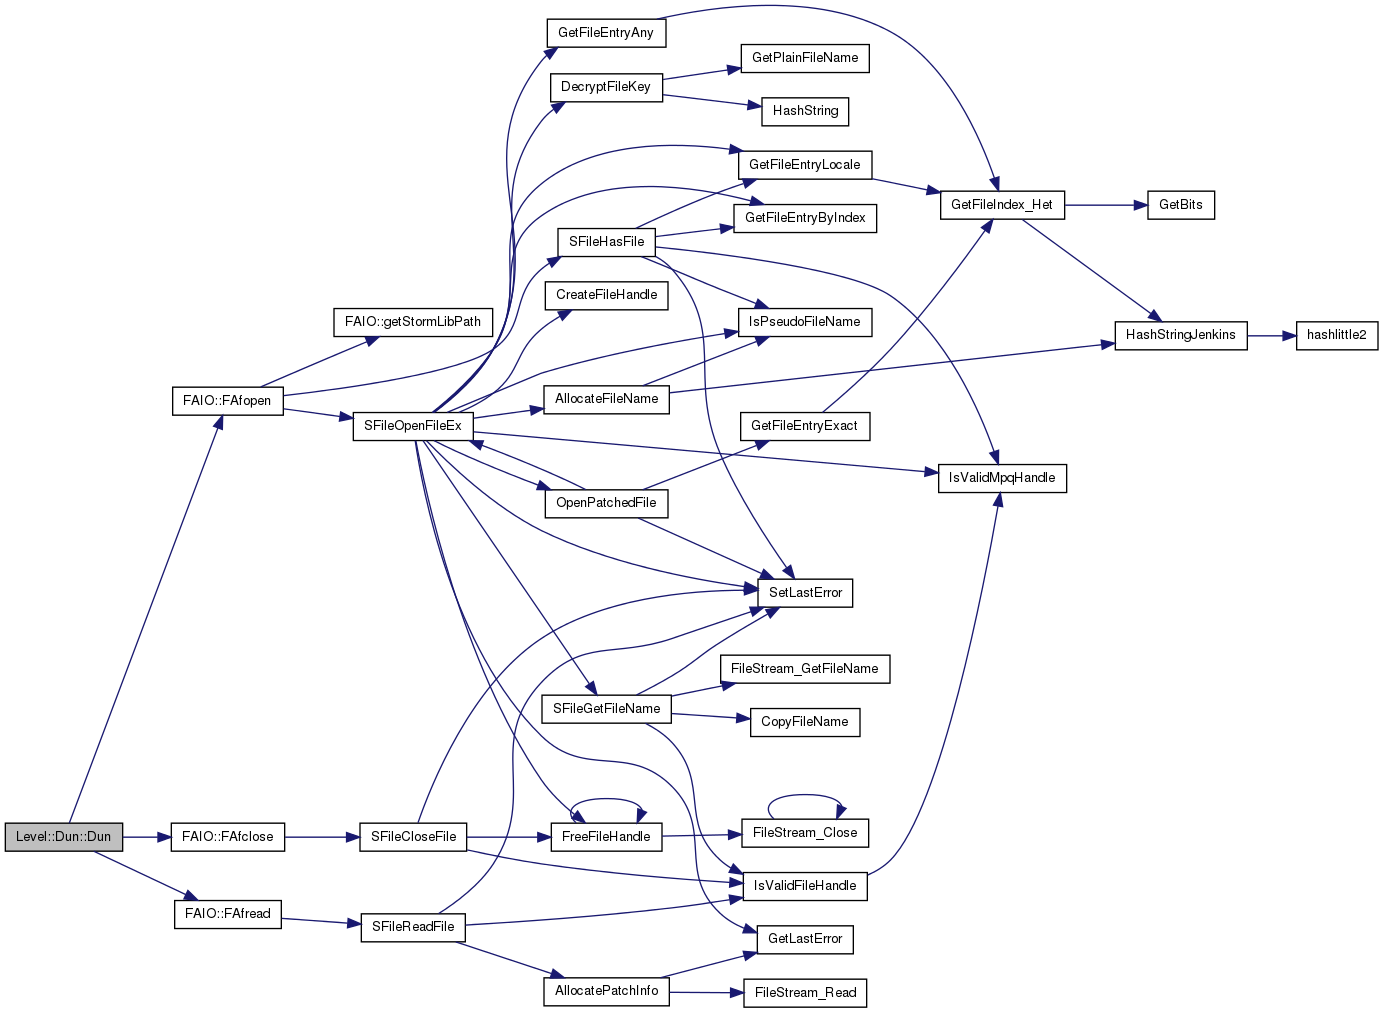 GetFileEntryAny
GetPlainFileName
DecryptFileKey
HashString
GetFileEntryLocale
GetFileIndex_Het
GetBits
GetFileEntryByIndex
SFileHasFile
CreateFileHandle
FAIO::getStormLibPath
IsPseudoFileName
HashStringJenkins
hashlittle2
FAIO::FAfopen
AllocateFileName
SFileOpenFileEx
GetFileEntryExact
IsValidMpqHandle
OpenPatchedFile
SetLastError
FileStream_GetFileName
SFileGetFileName
CopyFileName
Level::Dun::Dun
FAIO::FAfclose
SFileCloseFile
FreeFileHandle
FileStream_Close
IsValidFileHandle
FAIO::FAfread
SFileReadFile
GetLastError
AllocatePatchInfo
FileStream_Read